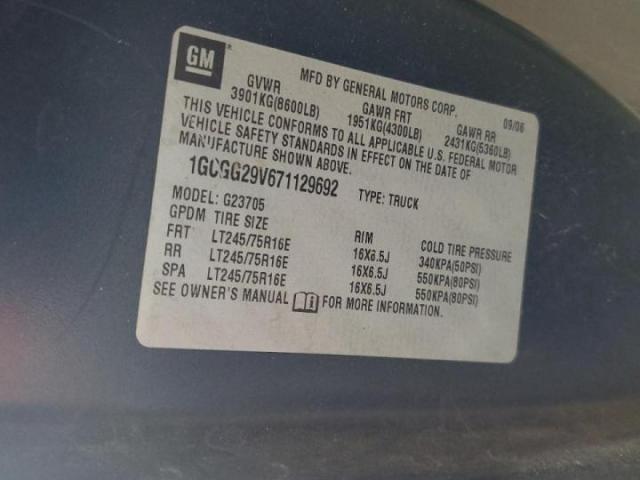 GM
MFD BY GENERAL MOTORS CORP. 09/06
GVWR GAWR FRT GAWR RR
3901KG(8600LB) 1951KG(4300LB) 2431KG(5360LB)
THIS VEHICLE CONFORMS TO ALL APPLICABLE U.S. FEDERAL MOTOR
VEHICLE SAFETY STANDARDS IN EFFECT ON THE DATE OF
MANUFACTURE SHOWN ABOVE.
1GCGG29V671129692 TYPE: TRUCK
MODEL: G23705
GPDM TIRE SIZE RIM COLD TIRE PRESSURE
FRT LT245/75R16E 16X6.5J 340KPA(50PSI)
RR LT245/75R16E 16X6.5J 550KPA(80PSI)
SPA LT245/75R16E 16X6.5J 550KPA(80PSI)
SEE OWNER'S MANUAL FOR MORE INFORMATION.